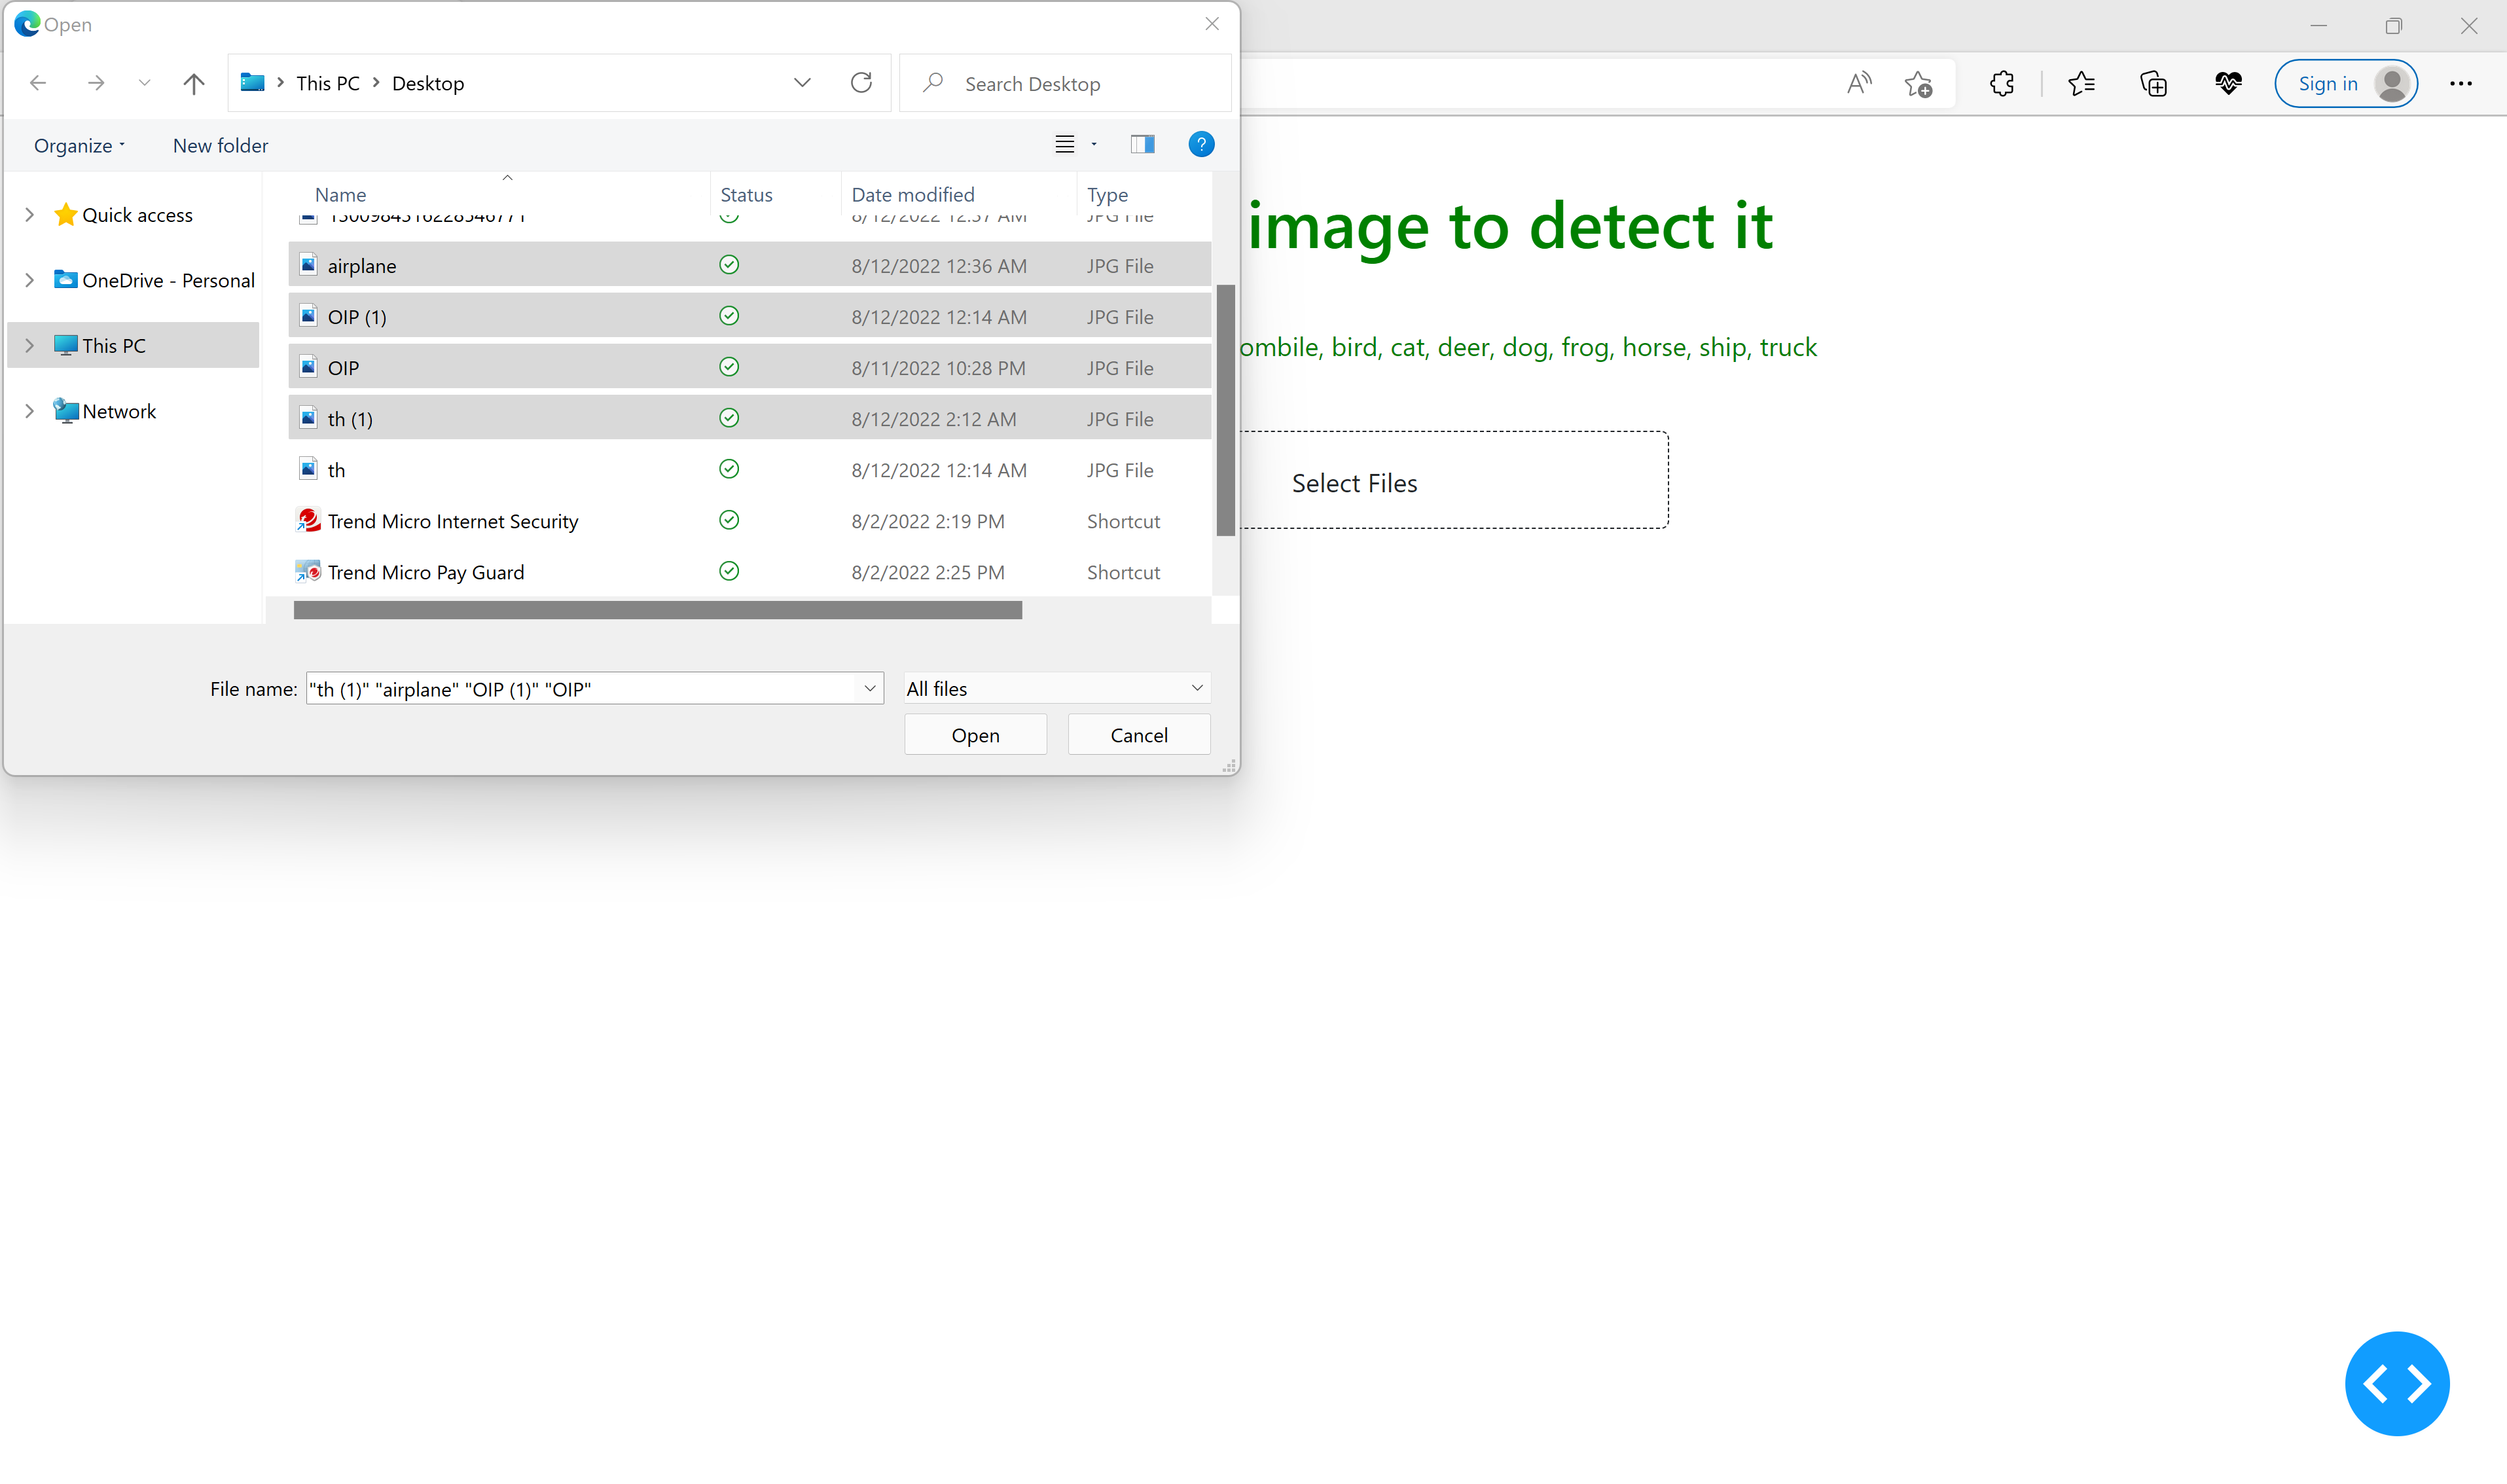 Open
This PC > Desktop
Search Desktop
Sign in
Organize
New folder
Name Status Date modified Type
Quick access
OneDrive - Personal
This PC
Network
airplane 8/12/2022 12:36 AM JPG File
OIP (1) 8/12/2022 12:14 AM JPG File
OIP 8/11/2022 10:28 PM JPG File
th (1) 8/12/2022 2:12 AM JPG File
th 8/12/2022 12:14 AM JPG File
Trend Micro Internet Security 8/2/2022 2:19 PM Shortcut
Trend Micro Pay Guard 8/2/2022 2:25 PM Shortcut
File name: "th (1)" "airplane" "OIP (1)" "OIP"
All files
Open
Cancel
image to detect it
ombile, bird, cat, deer, dog, frog, horse, ship, truck
Select Files